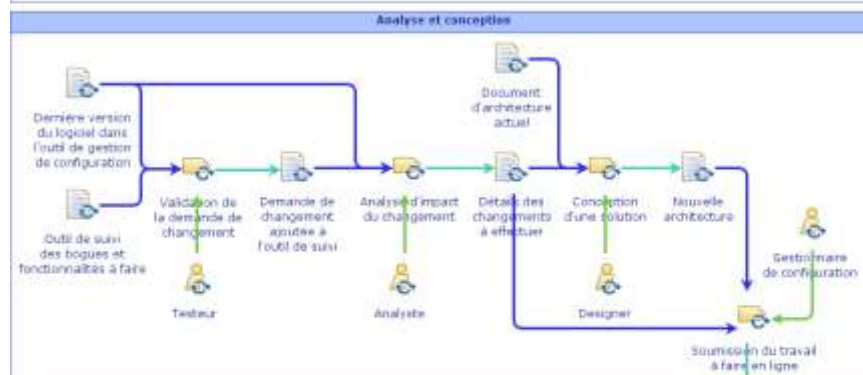 Analyse et conception
Dernière version
du logiciel dans
l'outil de gestion
de configuration
Document
d'architecture
actuel
Validation de
la demande de
changement
Demande de
changement
ajoutée à
l'outil de suivi
Analyse d'impact
du changement
Détails des
changements
à effectuer
Conception
d'une solution
Nouvelle
architecture
Outil de suivi
des bogues et
fonctionnalités à faire
Gestionnaire
de configuration
Testeur
Analyste
Designer
Soumission du travail
à faire en ligne